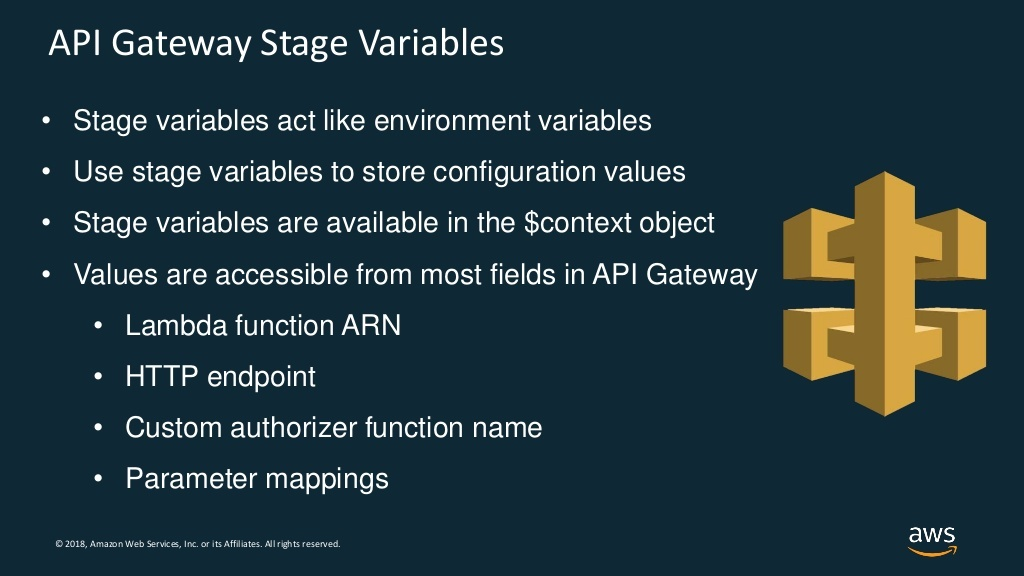 API Gateway Stage Variables
• Stage variables act like environment variables
• Use stage variables to store configuration values
• Stage variables are available in the $context object
• Values are accessible from most fields in API Gateway
• Lambda function ARN
• HTTP endpoint
• Custom authorizer function name
• Parameter mappings
© 2018, Amazon Web Services, Inc. or its Affiliates. All rights reserved.
aws